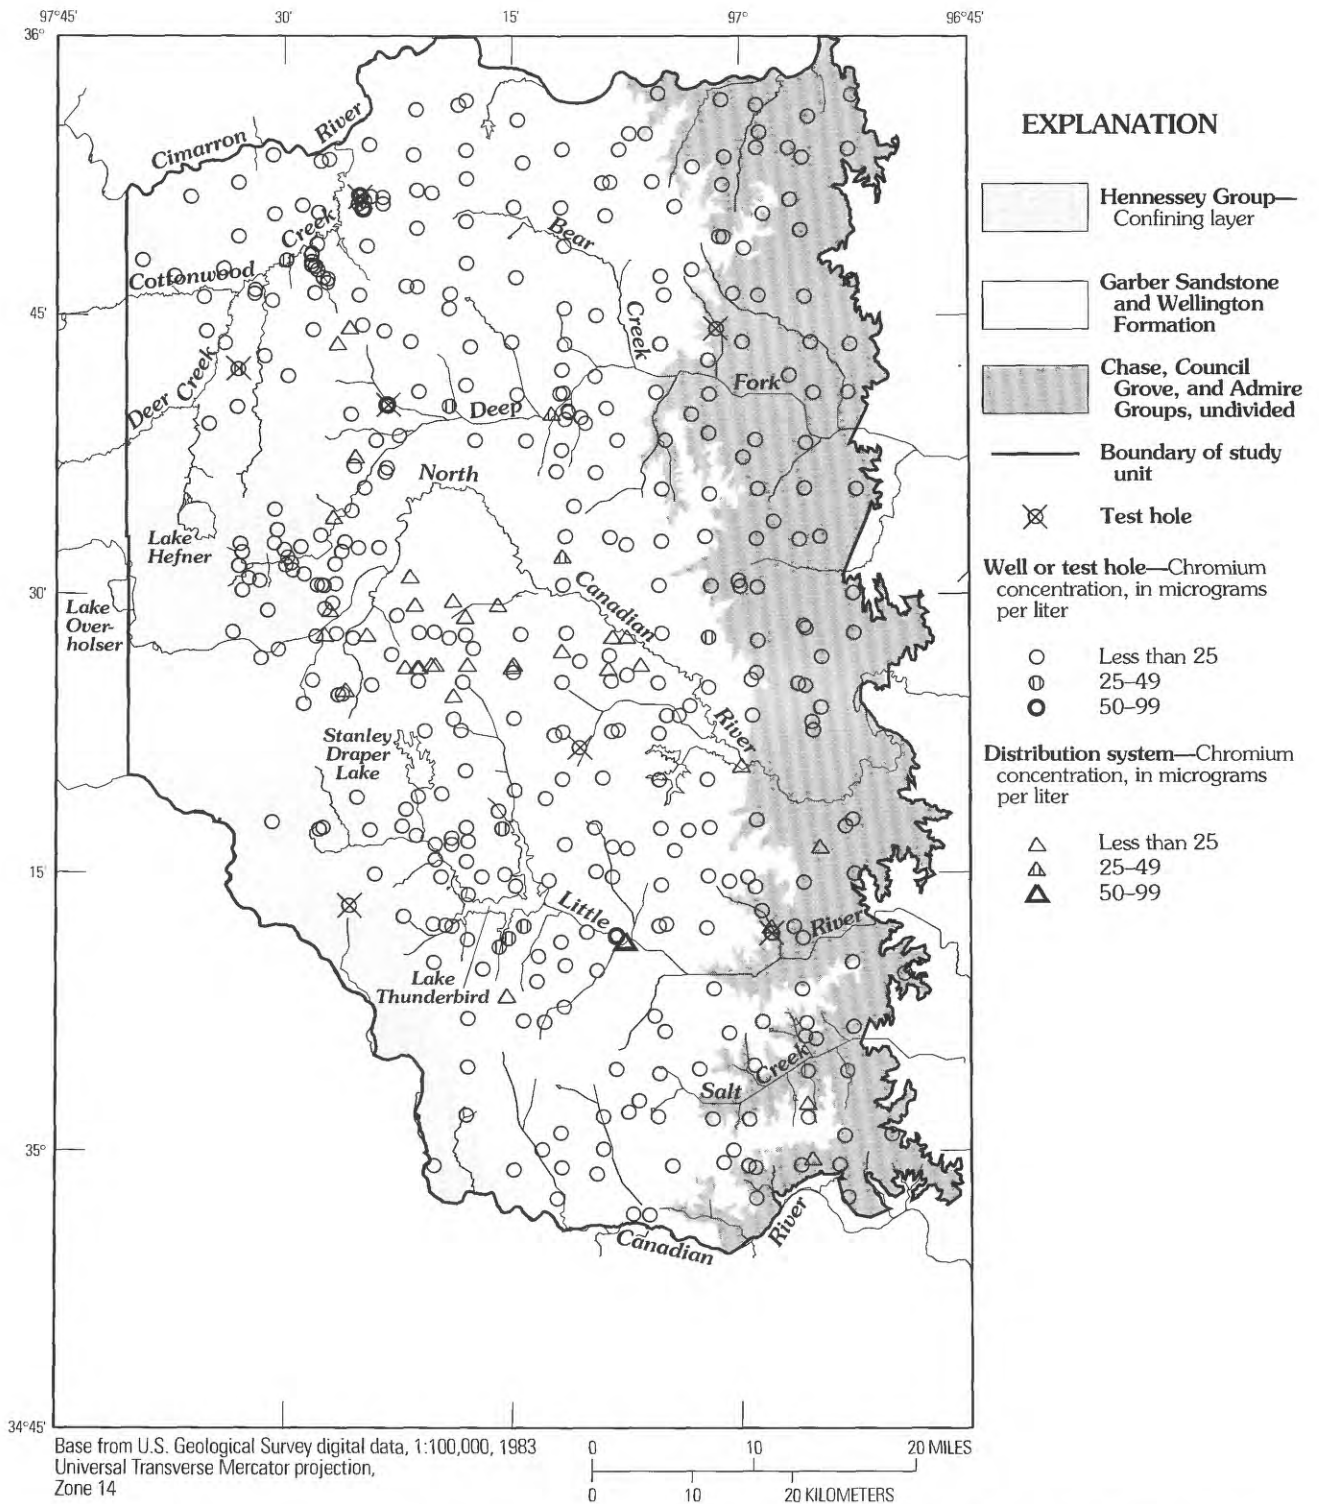 97°45'
30'
15'
97°
96°45'
36°
45'
30'
15'
35°
34°45'
Cimarron
River
Creek
Cottonwood
Bear
Creek
Deer
Creek
Deep
Fork
North
Lake
Hefner
Lake
Over-
holser
Canadian
River
Stanley
Draper
Lake
Little
River
Lake
Thunderbird
Salt
Creek
Canadian
River
EXPLANATION
Hennessey Group—
Confining layer
Garber Sandstone
and Wellington
Formation
Chase, Council
Grove, and Admire
Groups, undivided
Boundary of study
unit
Test hole
Well or test hole—Chromium
concentration, in micrograms
per liter
Less than 25
25–49
50–99
Distribution system—Chromium
concentration, in micrograms
per liter
Less than 25
25–49
50–99
Base from U.S. Geological Survey digital data, 1:100,000, 1983
Universal Transverse Mercator projection,
Zone 14
0 10 20 MILES
0 10 20 KILOMETERS